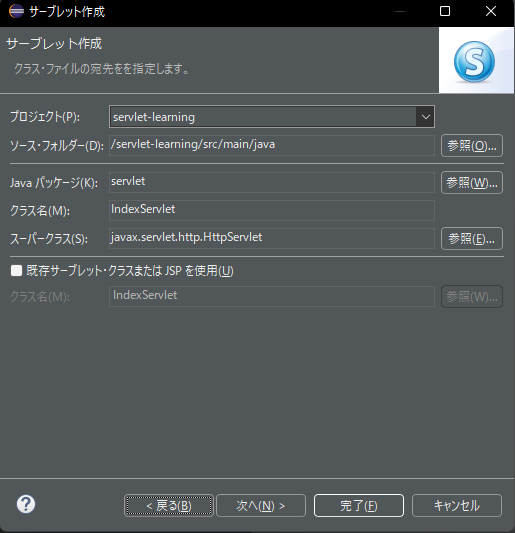 サーブレット作成
サーブレット作成
クラス・ファイルの宛先をを指定します。
プロジェクト(P): servlet-learning
ソース・フォルダー(D): /servlet-learning/src/main/java 参照(O)...
Java パッケージ(K): servlet 参照(W)...
クラス名(M): IndexServlet
スーパークラス(S): javax.servlet.http.HttpServlet 参照(E)...
既存サーブレット・クラスまたは JSP を使用(U)
クラス名(M): IndexServlet 参照(W)...
< 戻る(B) 次へ(N) > 完了(F) キャンセル